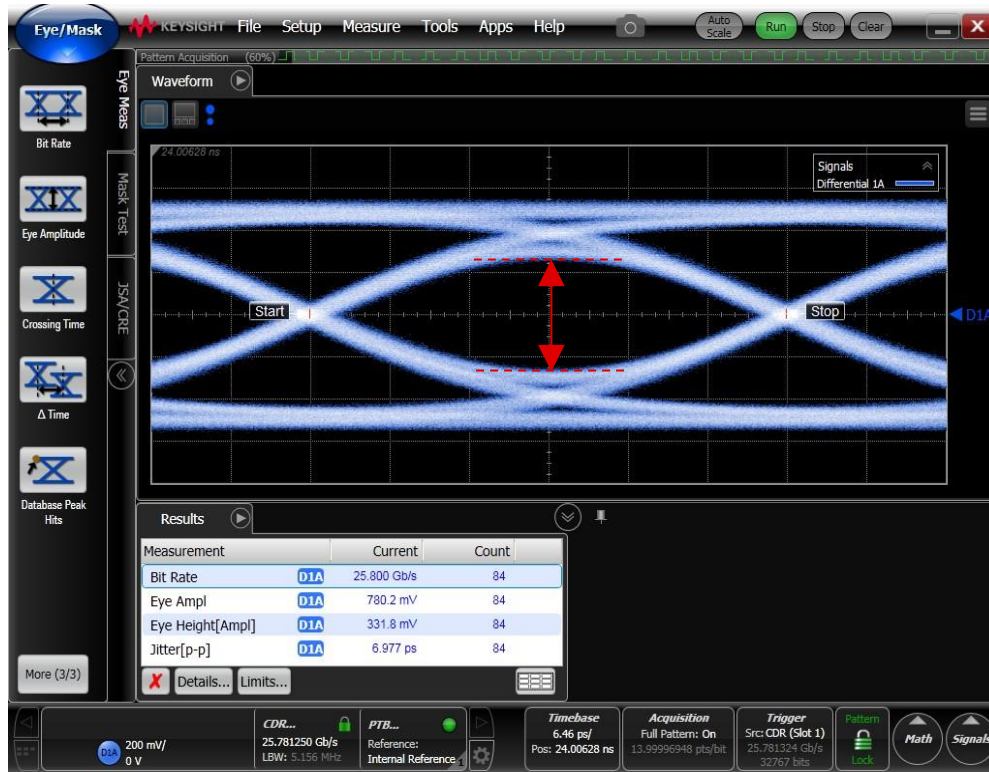 Eye/Mask
KEYSIGHT File Setup Measure Tools Apps Help
Auto Scale
Run
Stop
Clear
X
Pattern Acquisition (60%)
Waveform
Eye Meas
Mask Test
JSA/CRE
Bit Rate
Eye Amplitude
Crossing Time
Δ Time
Database Peak
Hits
More (3/3)
24.00628 ns
Signals
Differential 1A
Start
Stop
D1A
Results
Measurement Current Count
Bit Rate D1A 25.800 Gb/s 84
Eye Ampl D1A 780.2 mV 84
Eye Height[Ampl] D1A 331.8 mV 84
Jitter[p-p] D1A 6.977 ps 84
Details... Limits...
D1A
200 mV/
0 V
CDR...
25.781250 Gb/s
LBW: 5.156 MHz
PTB...
Reference:
Internal Reference
1
Timebase
6.46 ps/
Pos: 24.00628 ns
Acquisition
Full Pattern: On
13.99996948 pts/bit
Trigger
Src: CDR (Slot 1)
25.781324 Gb/s
32767 bits
Pattern
Lock
Math
Signals